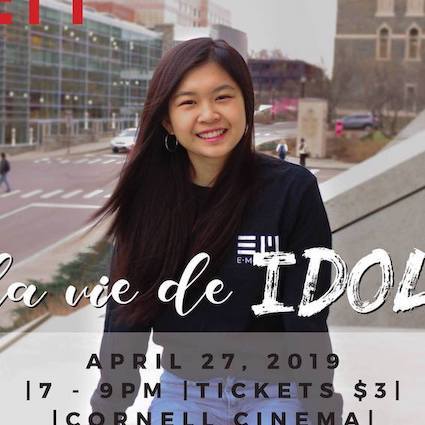 la vie de IDOL
APRIL 27, 2019
|7 - 9PM |TICKETS $3|
|CORNELL CINEMA|